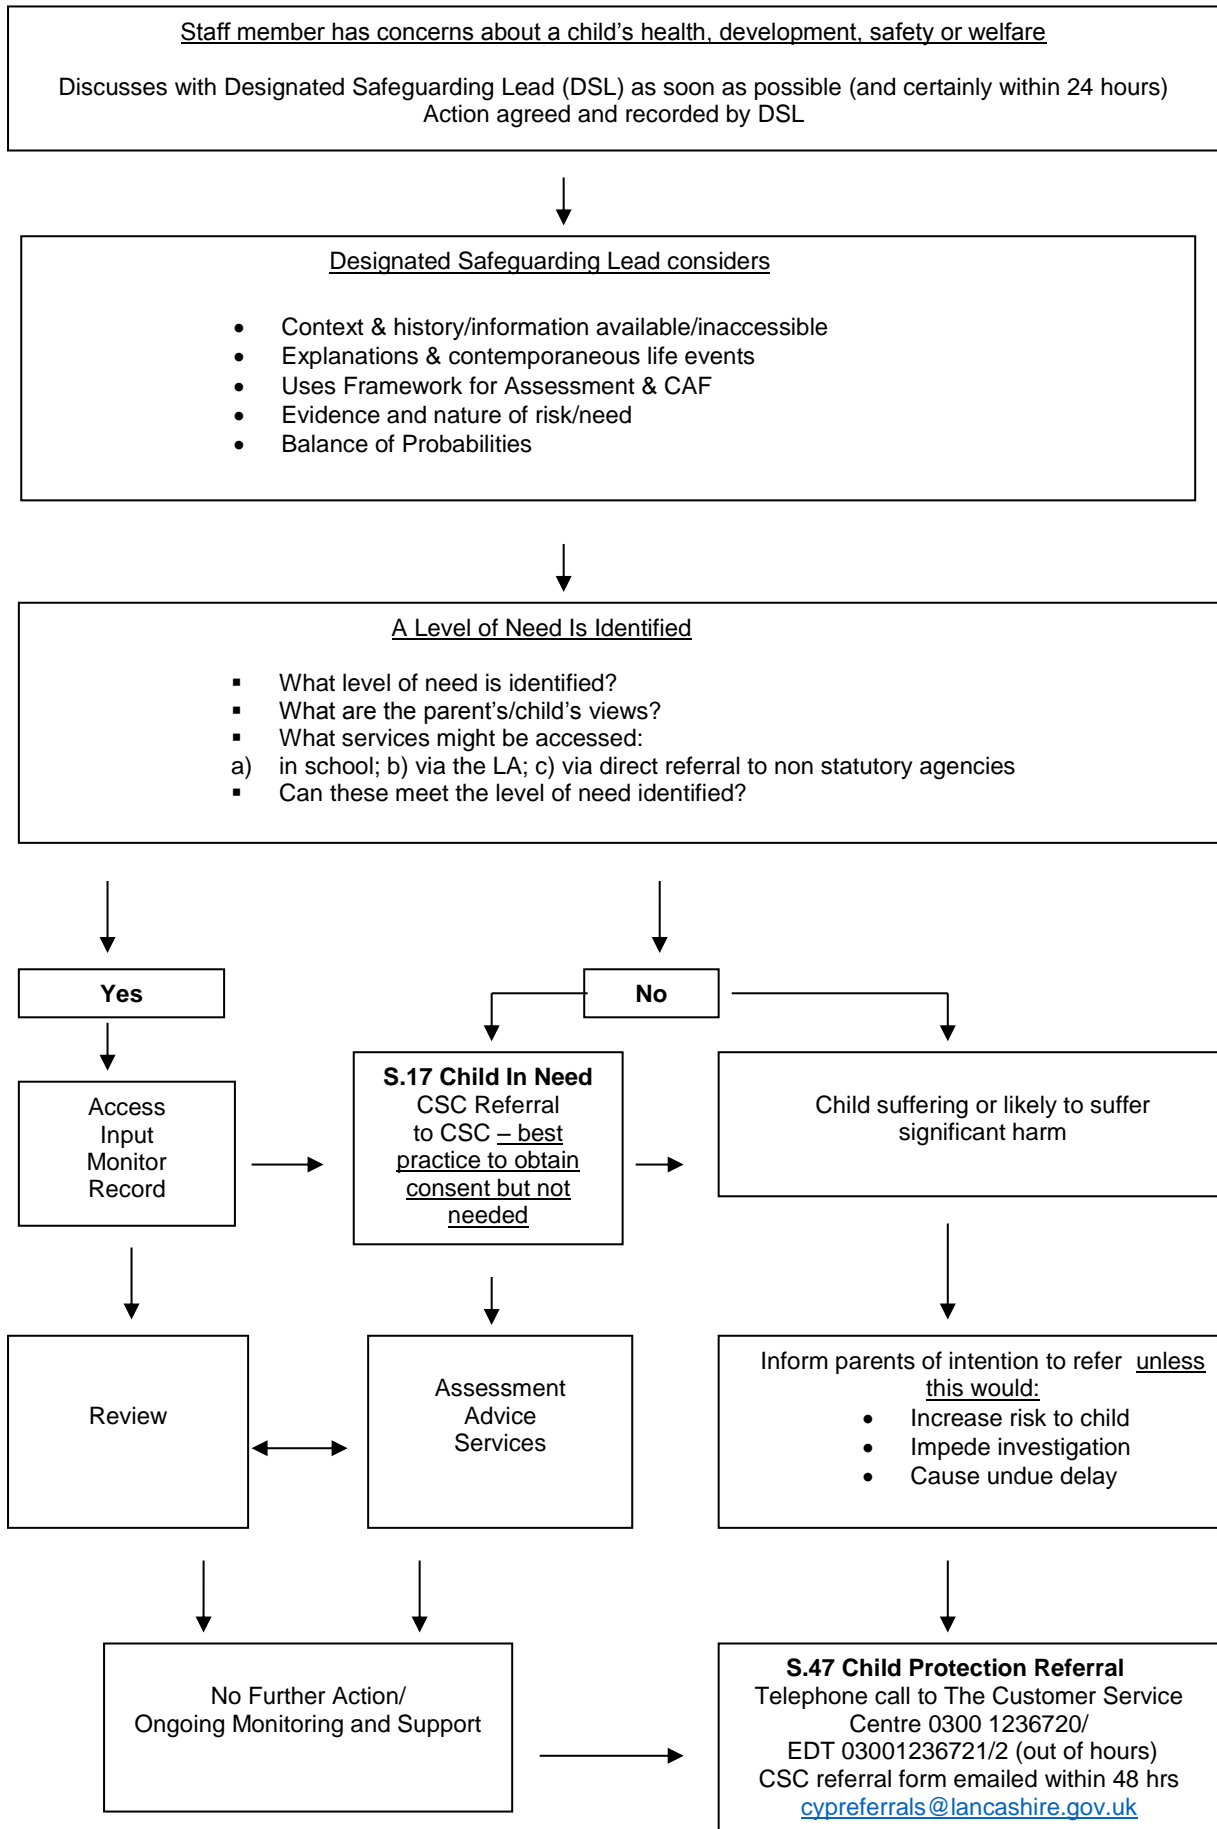 Staff member has concerns about a child’s health, development, safety or welfare
Discusses with Designated Safeguarding Lead (DSL) as soon as possible (and certainly within 24 hours)
Action agreed and recorded by DSL
Designated Safeguarding Lead considers
• Context & history/information available/inaccessible
• Explanations & contemporaneous life events
• Uses Framework for Assessment & CAF
• Evidence and nature of risk/need
• Balance of Probabilities
A Level of Need Is Identified
▪ What level of need is identified?
▪ What are the parent’s/child’s views?
▪ What services might be accessed:
a) in school; b) via the LA; c) via direct referral to non statutory agencies
▪ Can these meet the level of need identified?
Yes
No
Access
Input
Monitor
Record
S.17 Child In Need
CSC Referral
to CSC – best
practice to obtain
consent but not
needed
Child suffering or likely to suffer
significant harm
Review
Assessment
Advice
Services
Inform parents of intention to refer unless
this would:
• Increase risk to child
• Impede investigation
• Cause undue delay
No Further Action/
Ongoing Monitoring and Support
S.47 Child Protection Referral
Telephone call to The Customer Service
Centre 0300 1236720/
EDT 03001236721/2 (out of hours)
CSC referral form emailed within 48 hrs
cypreferrals@lancashire.gov.uk